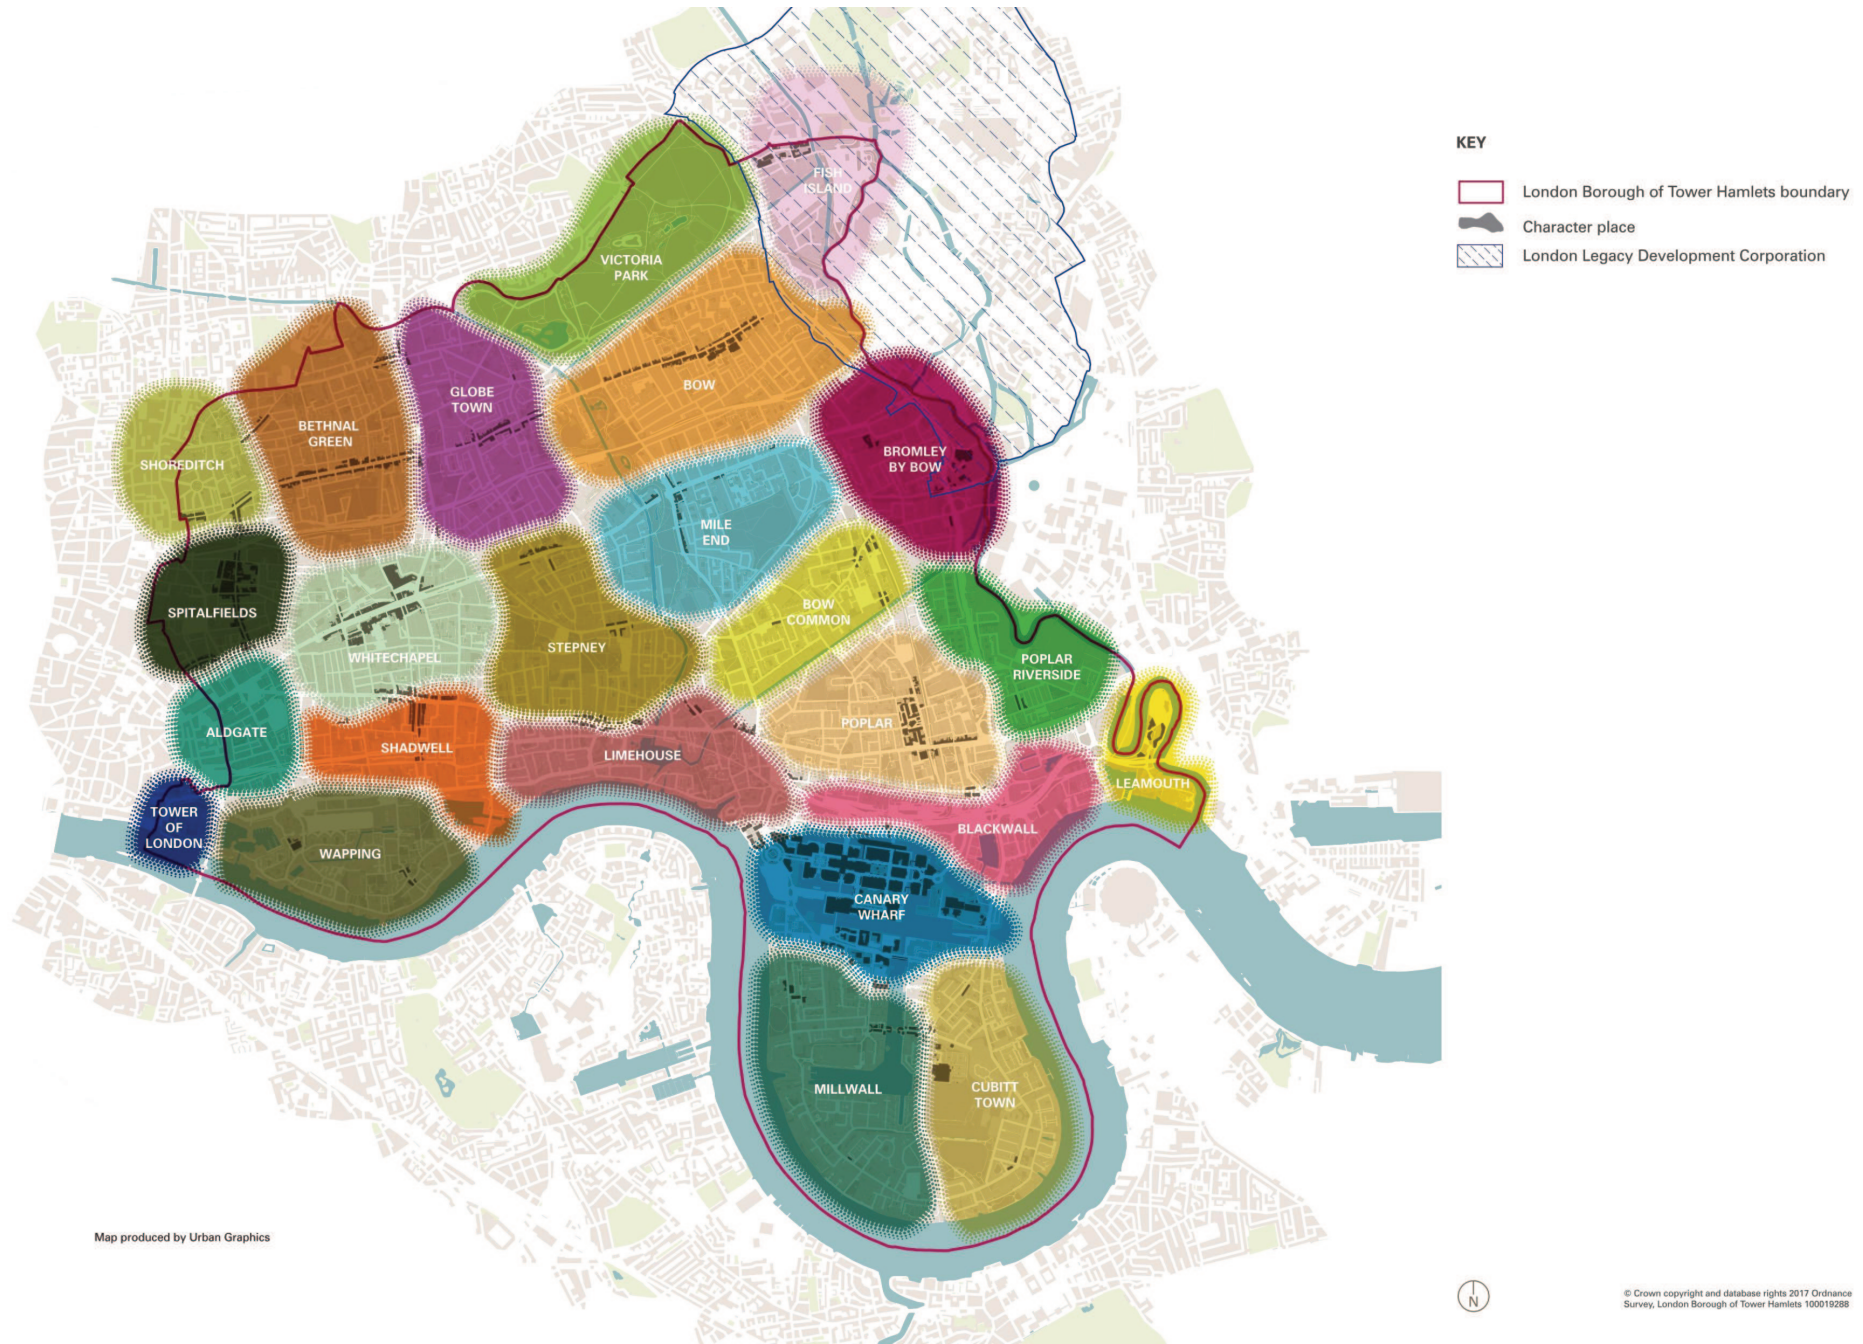 FISH
ISLAND
VICTORIA
PARK
BOW
GLOBE
TOWN
BETHNAL
GREEN
SHOREDITCH
BROMLEY
BY BOW
MILE
END
SPITALFIELDS
BOW
COMMON
WHITECHAPEL
STEPNEY
POPLAR
RIVERSIDE
ALDGATE
SHADWELL
LIMEHOUSE
POPLAR
LEAMOUTH
TOWER
OF
LONDON
WAPPING
BLACKWALL
CANARY
WHARF
MILLWALL
CUBITT
TOWN
KEY
London Borough of Tower Hamlets boundary
Character place
London Legacy Development Corporation
Map produced by Urban Graphics
N
© Crown copyright and database rights 2017 Ordnance
Survey, London Borough of Tower Hamlets 100019288